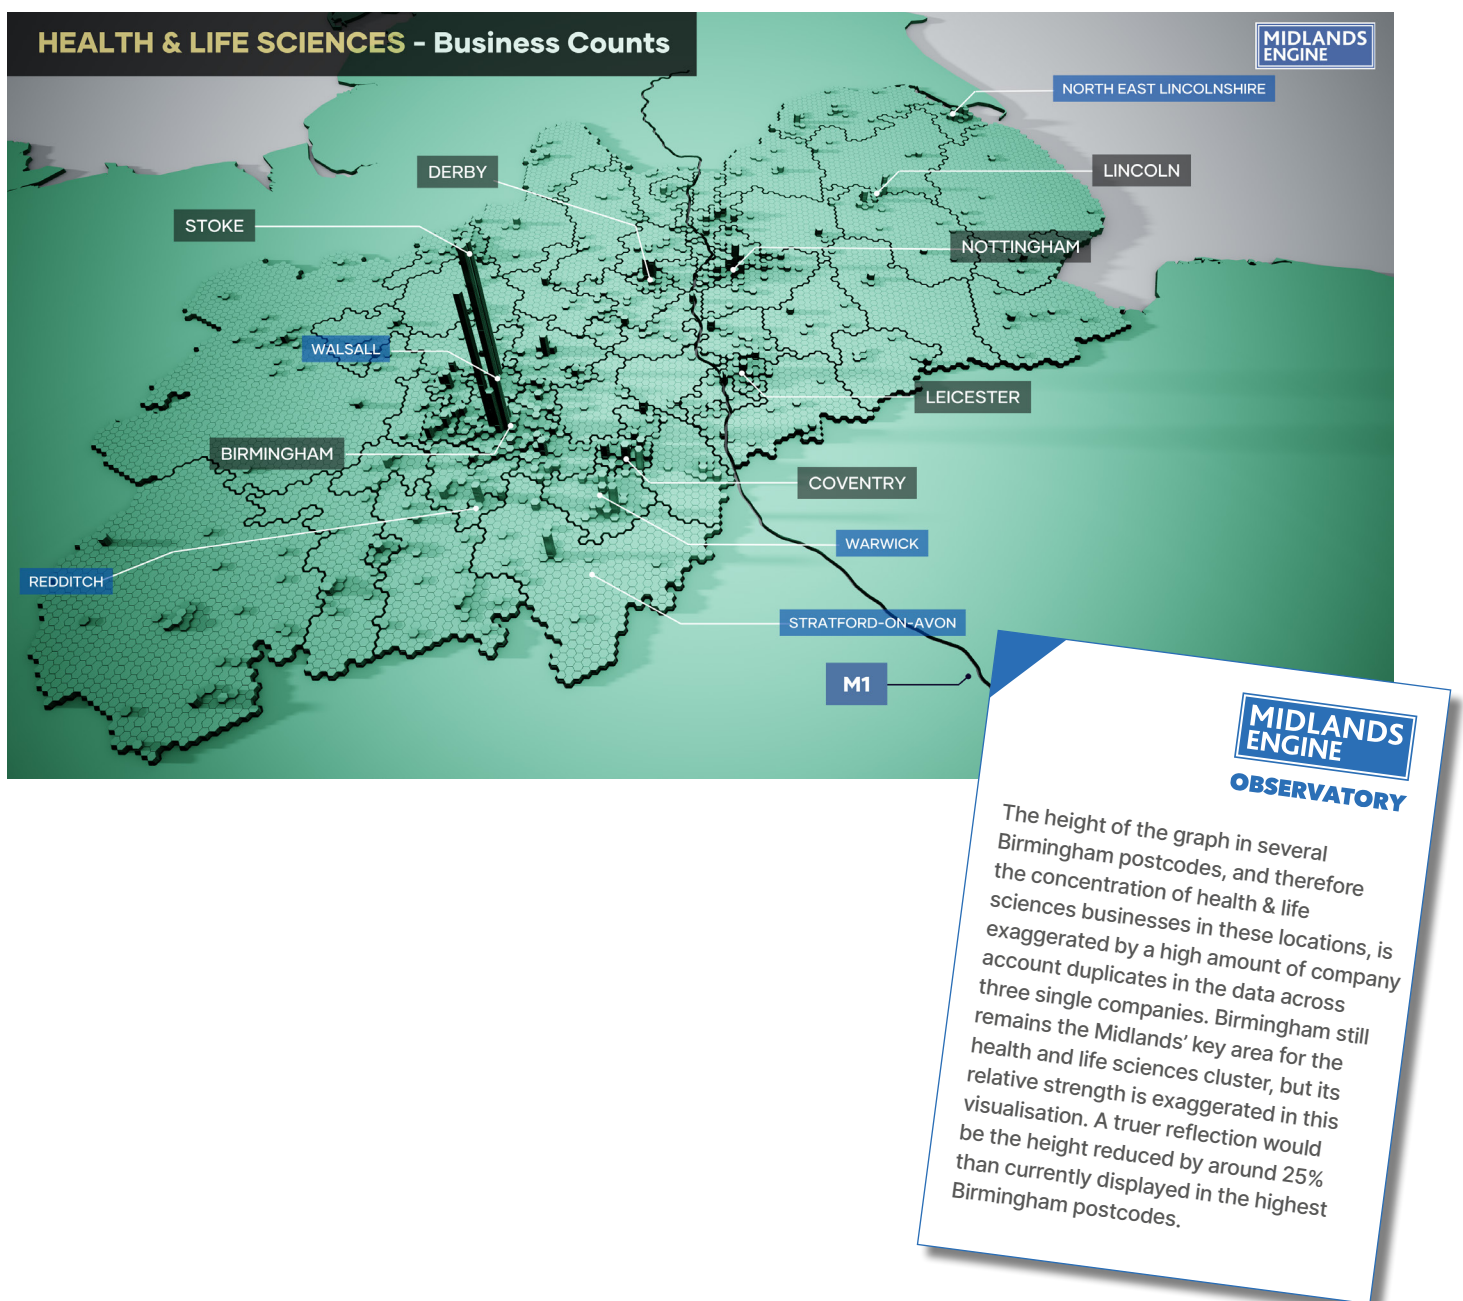 HEALTH & LIFE SCIENCES - Business Counts
MIDLANDS
ENGINE
NORTH EAST LINCOLNSHIRE
DERBY
LINCOLN
STOKE
NOTTINGHAM
WALSALL
LEICESTER
BIRMINGHAM
COVENTRY
WARWICK
REDDITCH
STRATFORD-ON-AVON
M1
MIDLANDS
ENGINE
OBSERVATORY
The height of the graph in several
Birmingham postcodes, and therefore
the concentration of health & life
sciences businesses in these locations, is
exaggerated by a high amount of company
account duplicates in the data across
three single companies. Birmingham still
remains the Midlands’ key area for the
health and life sciences cluster, but its
relative strength is exaggerated in this
visualisation. A truer reflection would
be the height reduced by around 25%
than currently displayed in the highest
Birmingham postcodes.